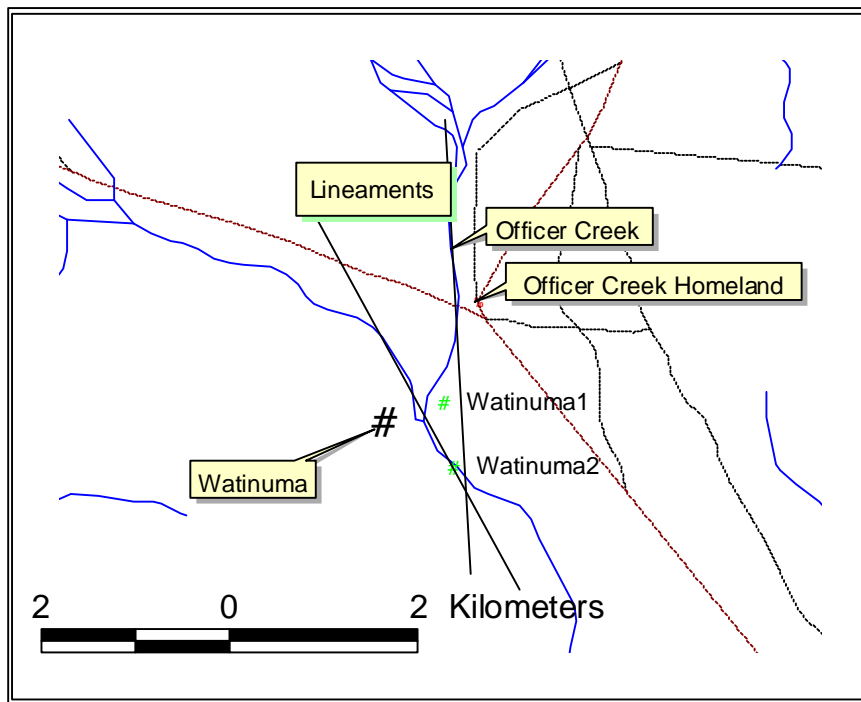 Lineaments
Officer Creek
Officer Creek Homeland
# Watinuma1
#
Watinuma
# Watinuma2
2 0 2 Kilometers